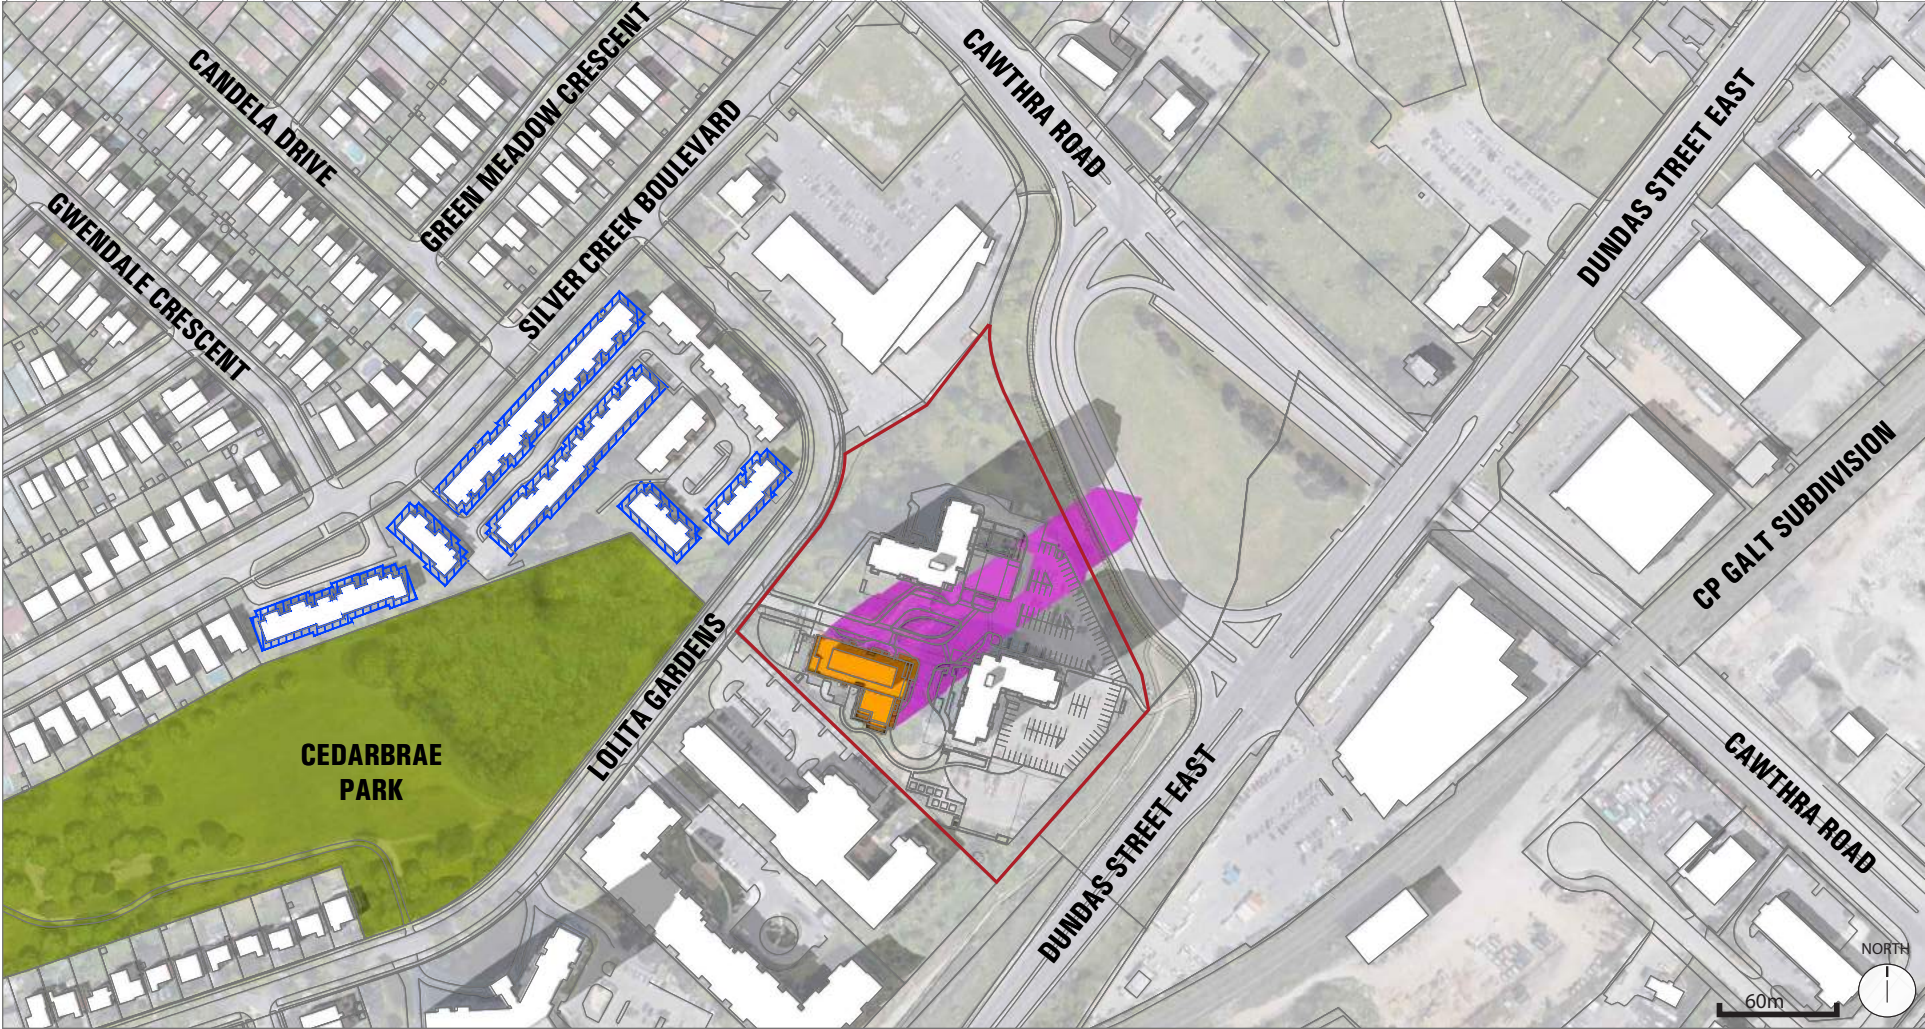 CANDELA DRIVE
GREEN MEADOW CRESCENT
CAWTHRA ROAD
DUNDAS STREET EAST
SILVER CREEK BOULEVARD
GWENDALE CRESCENT
CP GALT SUBDIVISION
LOLITA GARDENS
CEDARBRAE
PARK
DUNDAS STREET EAST
CAWTHRA ROAD
NORTH
60m